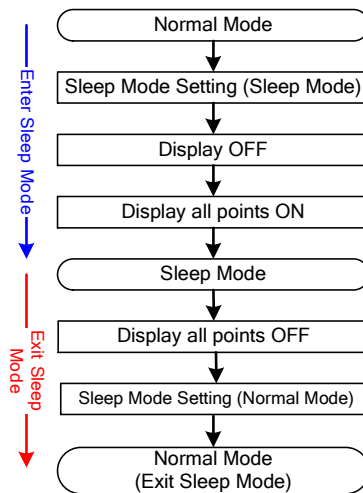 Normal Mode
Enter Sleep Mode
Sleep Mode Setting (Sleep Mode)
Display OFF
Display all points ON
Sleep Mode
Exit Sleep
Mode
Display all points OFF
Sleep Mode Setting (Normal Mode)
Normal Mode
(Exit Sleep Mode)